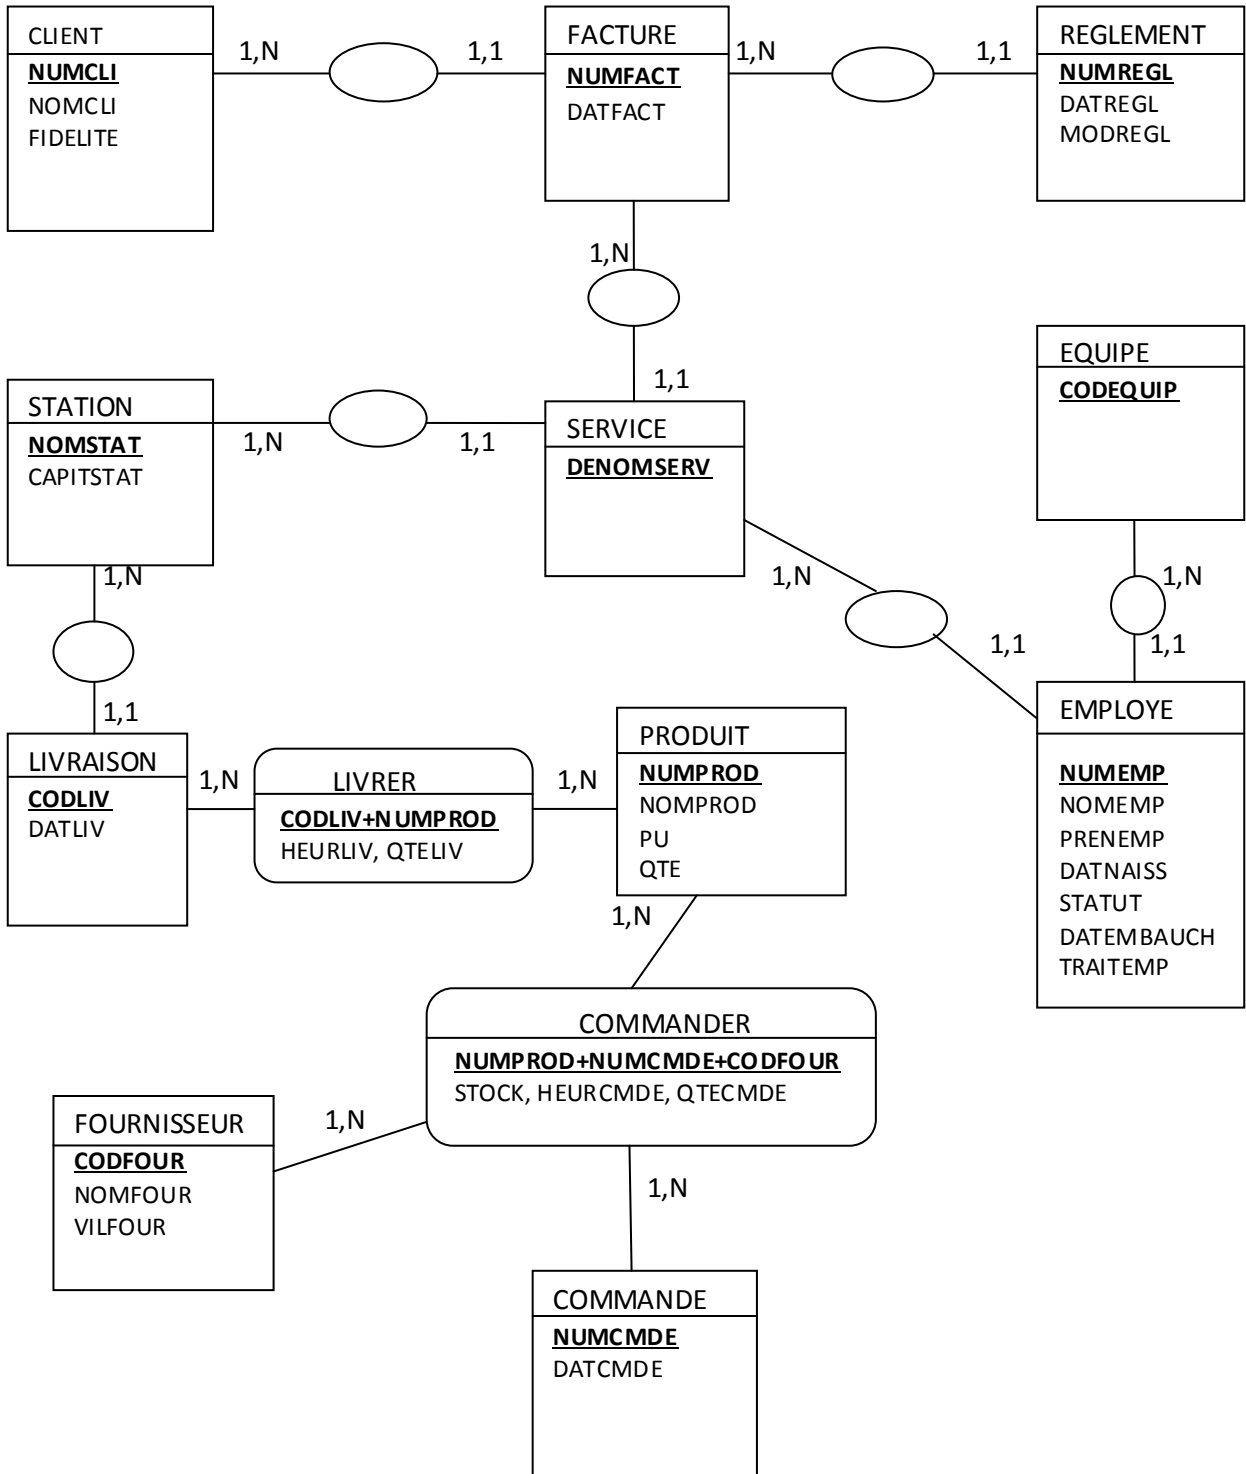 CLIENT
NUMCLI
NOMCLI
FIDELITE
1,N
1,1
FACTURE
NUMFACT
DATFACT
1,N
1,1
REGLEMENT
NUMREGL
DATREGL
MODREGL
1,N
1,1
STATION
NOMSTAT
CAPITSTAT
1,N
1,1
SERVICE
DENOMSERV
EQUIPE
CODEQUIP
1,N
1,1
1,N
1,1
1,N
1,1
LIVRAISON
CODLIV
DATLIV
1,N
LIVRER
CODLIV+NUMPROD
HEURLIV, QTELIV
1,N
PRODUIT
NUMPROD
NOMPROD
PU
QTE
EMPLOYE
NUMEMP
NOMEMP
PRENEMP
DATNAISS
STATUT
DATEMBAUCH
TRAITEMP
1,N
COMMANDER
NUMPROD+NUMCMDE+CODFOUR
STOCK, HEURCMDE, QTECMDE
FOURNISSEUR
CODFOUR
NOMFOUR
VILFOUR
1,N
1,N
COMMANDE
NUMCMDE
DATCMDE